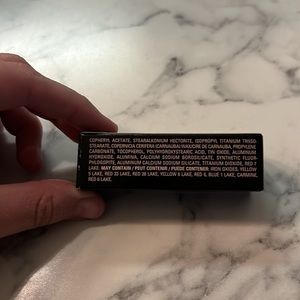 COPHERYL ACETATE, STEARALKONIUM HECTORITE, ISOPROPYL TITANIUM TRIISO-
STEARATE, COPERNICIA CERIFERA (CARNAUBA) WAX/CIRE DE CARNAUBA, PROPYLENE
CARBONATE, TOCOPHEROL, POLYHYDROXYSTEARIC ACID, TIN OXIDE, ALUMINUM
HYDROXIDE, ALUMINA, CALCIUM SODIUM BOROSILICATE, SYNTHETIC FLUOR-
PHLOGOPITE, ALUMINUM CALCIUM SODIUM SILICATE, TITANIUM DIOXIDE, RED 7
LAKE. MAY CONTAIN / PEUT CONTENIR / PUEDE CONTENER: IRON OXIDES, YELLOW
5 LAKE, RED 33 LAKE, RED 28 LAKE, YELLOW 6 LAKE, RED 6, BLUE 1 LAKE, CARMINE,
RED 6 LAKE.